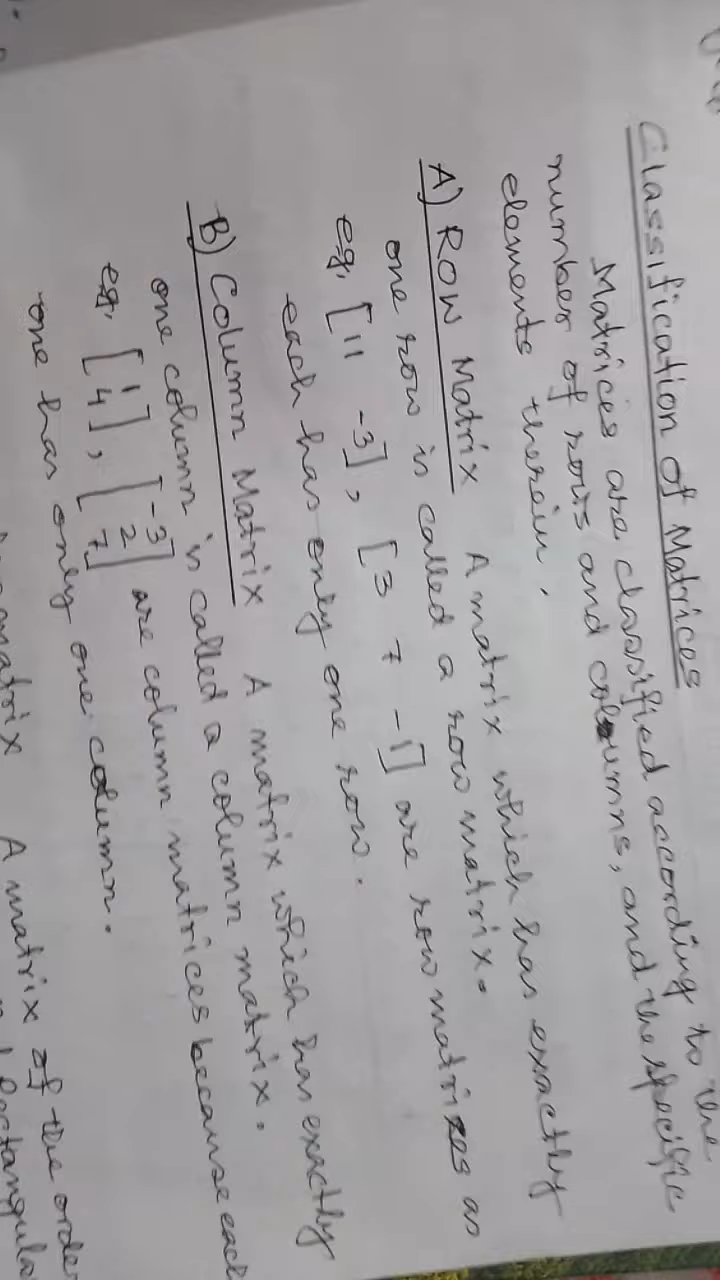 Classification of Matrices
Matrices are classified according to the
number of rows and columns, and the specific
elements therein.
A) Row Matrix A matrix which has exactly
one row is called a row matrix.
eg. [11 -3], [3 7 -1] are row matrices as
each has only one row.
B) Column Matrix A matrix which has exactly
one column is called a column matrix.
eg. [1 4], [-3 2 7] are column matrices because each
one has only one column.
matrix A matrix of the order